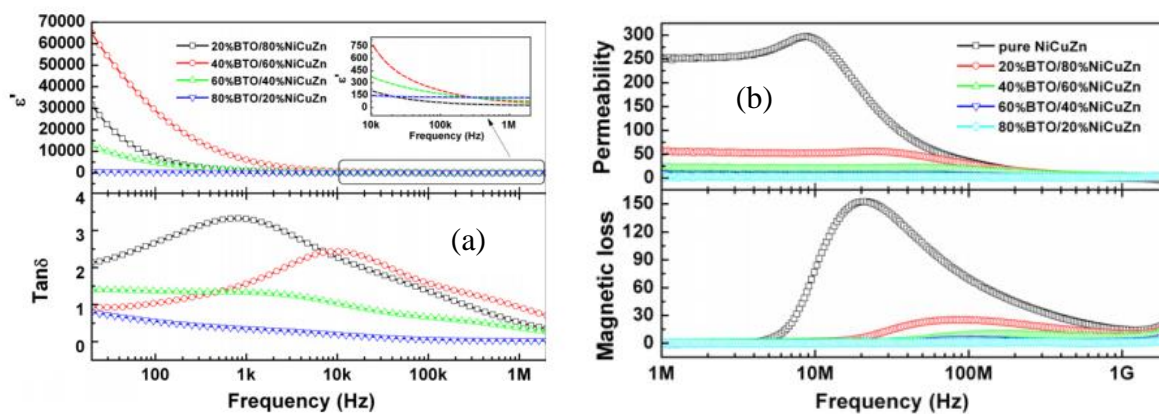 70000
60000
50000
40000
30000
20000
10000
0
ε'
20%BTO/80%NiCuZn
40%BTO/60%NiCuZn
60%BTO/40%NiCuZn
80%BTO/20%NiCuZn
750
600
450
300
150
0
ε'
10k 100k 1M
Frequency (Hz)
4
3
2
1
0
Tanδ
(a)
100 1k 10k 100k 1M
Frequency (Hz)
300
250
200
150
100
50
0
Permeability
(b)
pure NiCuZn
20%BTO/80%NiCuZn
40%BTO/60%NiCuZn
60%BTO/40%NiCuZn
80%BTO/20%NiCuZn
150
120
90
60
30
0
Magnetic loss
1M 10M 100M 1G
Frequency (Hz)